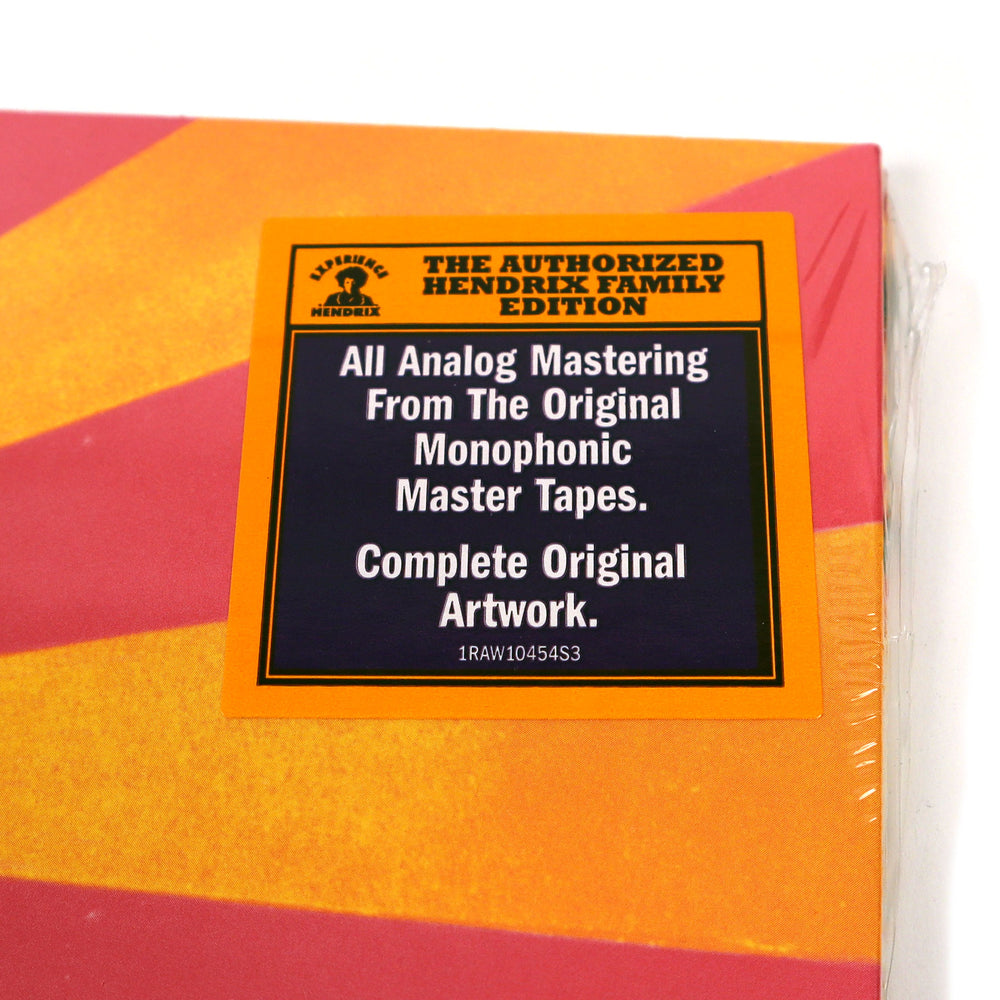 EXPERIENCE
HENDRIX
THE AUTHORIZED
HENDRIX FAMILY
EDITION
All Analog Mastering
From The Original
Monophonic
Master Tapes.
Complete Original
Artwork.
1RAW10454S3